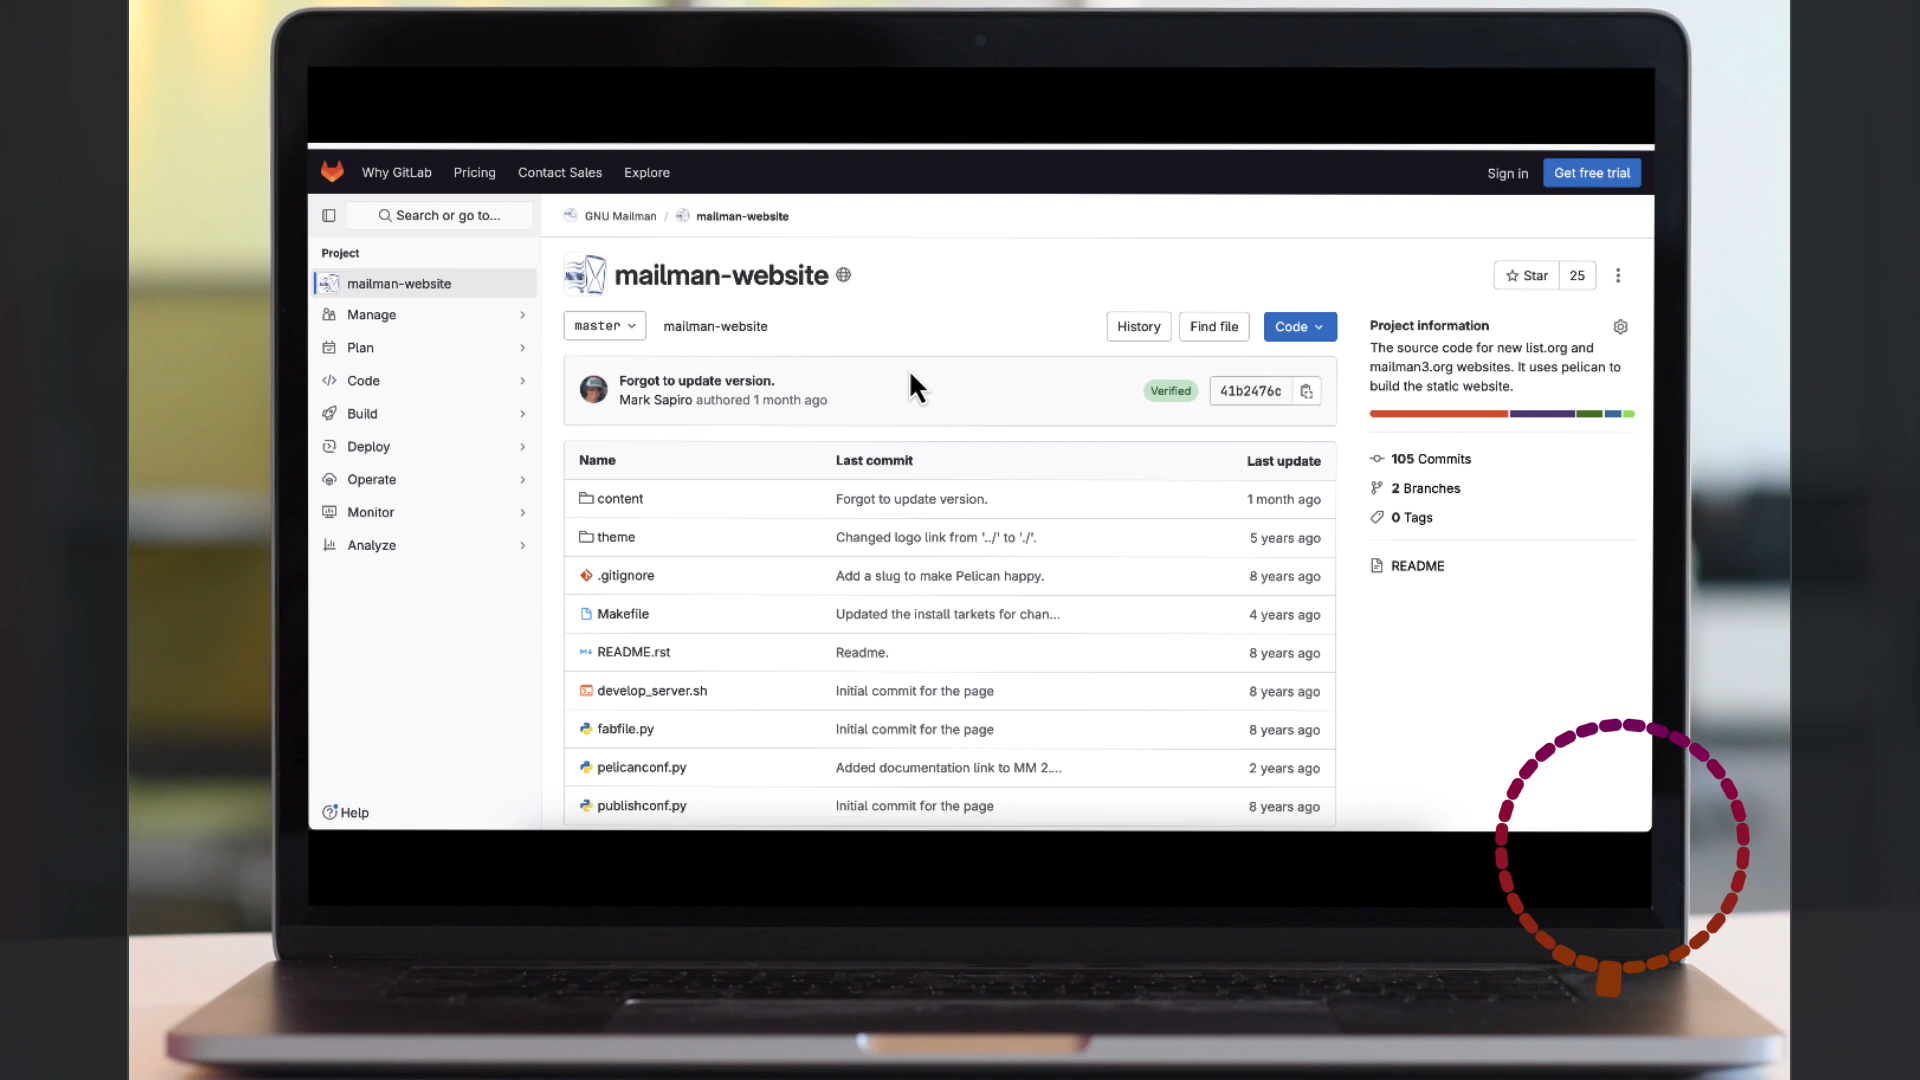 Why GitLab Pricing Contact Sales Explore Sign in Get free trial
Search or go to...
GNU Mailman / mailman-website
Project
mailman-website
Manage
Plan
Code
Build
Deploy
Operate
Monitor
Analyze
Help
mailman-website
Star 25
master mailman-website History Find file Code
Forgot to update version.
Mark Sapiro authored 1 month ago
Verified 41b2476c
Name Last commit Last update
content Forgot to update version. 1 month ago
theme Changed logo link from '../' to './'. 5 years ago
.gitignore Add a slug to make Pelican happy. 8 years ago
Makefile Updated the install tarkets for chan... 4 years ago
README.rst Readme. 8 years ago
develop_server.sh Initial commit for the page 8 years ago
fabfile.py Initial commit for the page 8 years ago
pelicanconf.py Added documentation link to MM 2.... 2 years ago
publishconf.py Initial commit for the page 8 years ago
Project information
The source code for new list.org and
mailman3.org websites. It uses pelican to
build the static website.
105 Commits
2 Branches
0 Tags
README